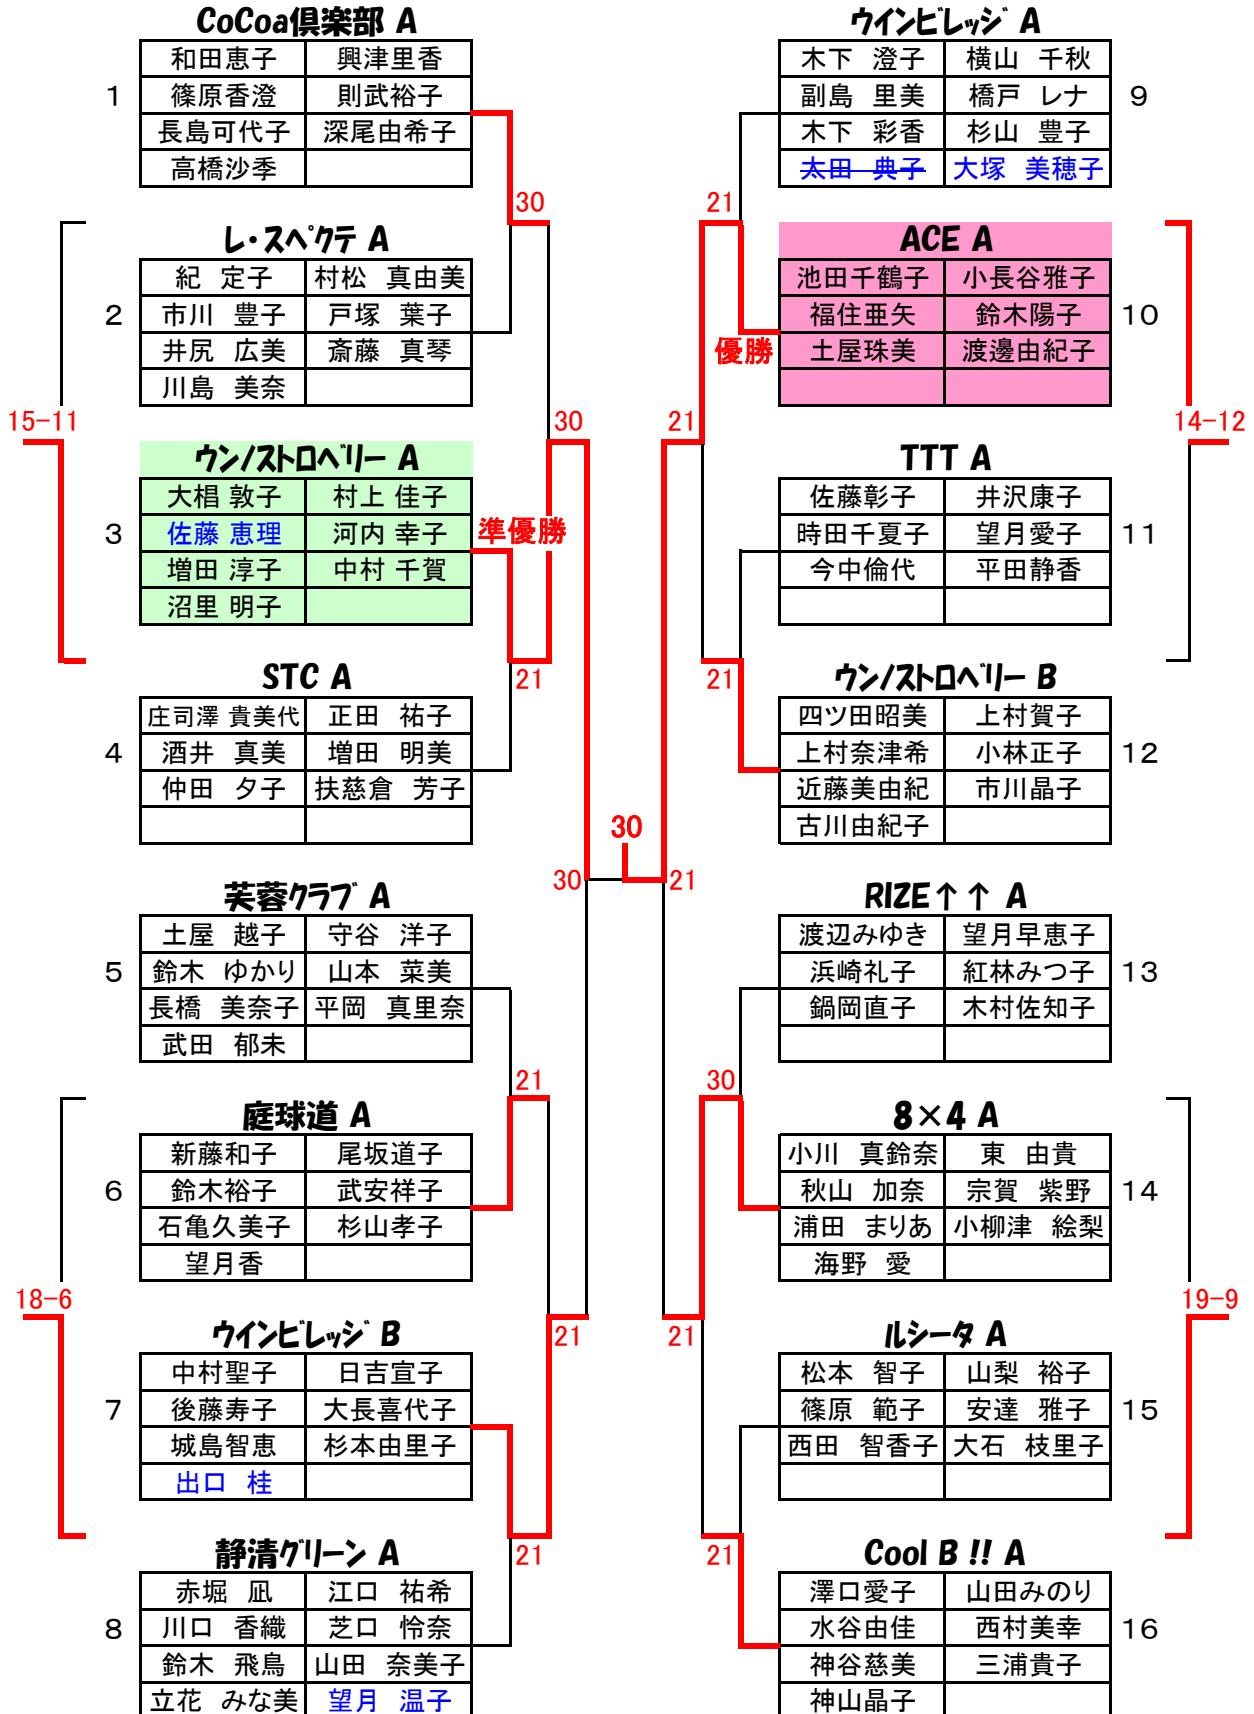 CoCoa倶楽部 A
1
和田恵子 興津里香
篠原香澄 則武裕子
長島可代子 深尾由希子
高橋沙季
30
レ・スペクテ A
2
紀 定子 村松 真由美
市川 豊子 戸塚 葉子
井尻 広美 斎藤 真琴
川島 美奈
15-11
30
ウン/ストロベリー A
3
大椙 敦子 村上 佳子
佐藤 恵理 河内 幸子
増田 淳子 中村 千賀
沼里 明子
準優勝
STC A
21
4
庄司澤 貴美代 正田 祐子
酒井 真美 増田 明美
仲田 夕子 扶慈倉 芳子
30
30
芙蓉クラブ A
5
土屋 越子 守谷 洋子
鈴木 ゆかり 山本 菜美
長橋 美奈子 平岡 真里奈
武田 郁未
21
庭球道 A
6
新藤和子 尾坂道子
鈴木裕子 武安祥子
石亀久美子 杉山孝子
望月香
18-6
21
ウインビレッジ B
7
中村聖子 日吉宣子
後藤寿子 大長喜代子
城島智恵 杉本由里子
出口 桂
静清グリーン A
21
8
赤堀 凪 江口 祐希
川口 香織 芝口 怜奈
鈴木 飛鳥 山田 奈美子
立花 みな美 望月 温子
ウインビレッジ A
木下 澄子 横山 千秋
副島 里美 橋戸 レナ
9
木下 彩香 杉山 豊子
太田 典子 大塚 美穂子
21
ACE A
池田千鶴子 小長谷雅子
福住亜矢 鈴木陽子
10
土屋珠美 渡邊由紀子
優勝
21
14-12
TTT A
佐藤彰子 井沢康子
時田千夏子 望月愛子
11
今中倫代 平田静香
21
ウン/ストロベリー B
四ツ田昭美 上村賀子
上村奈津希 小林正子
12
近藤美由紀 市川晶子
古川由紀子
21
RIZE↑↑ A
渡辺みゆき 望月早恵子
浜崎礼子 紅林みつ子
13
鍋岡直子 木村佐知子
30
8×4 A
小川 真鈴奈 東 由貴
秋山 加奈 宗賀 紫野
14
浦田 まりあ 小柳津 絵梨
海野 愛
19-9
21
ルシータ A
松本 智子 山梨 裕子
篠原 範子 安達 雅子
15
西田 智香子 大石 枝里子
21
Cool B !! A
澤口愛子 山田みのり
水谷由佳 西村美幸
16
神谷慈美 三浦貴子
神山晶子